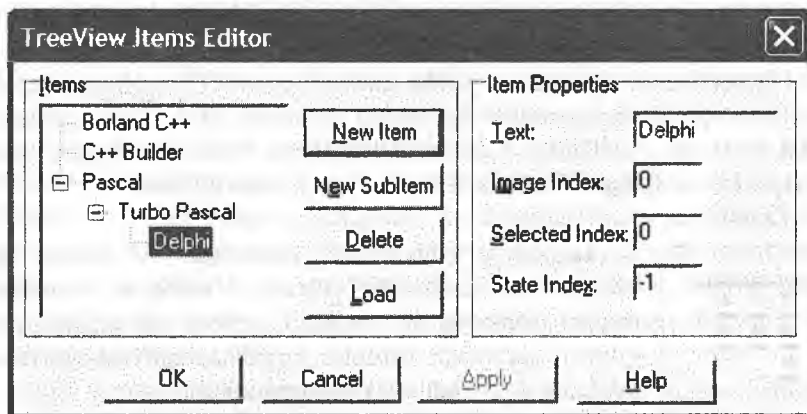 TreeView Items Editor
Items
Borland C++
C++ Builder
Pascal
Turbo Pascal
Delphi
New Item
New SubItem
Delete
Load
Item Properties
Text: Delphi
Image Index: 0
Selected Index: 0
State Index: -1
OK Cancel Apply Help